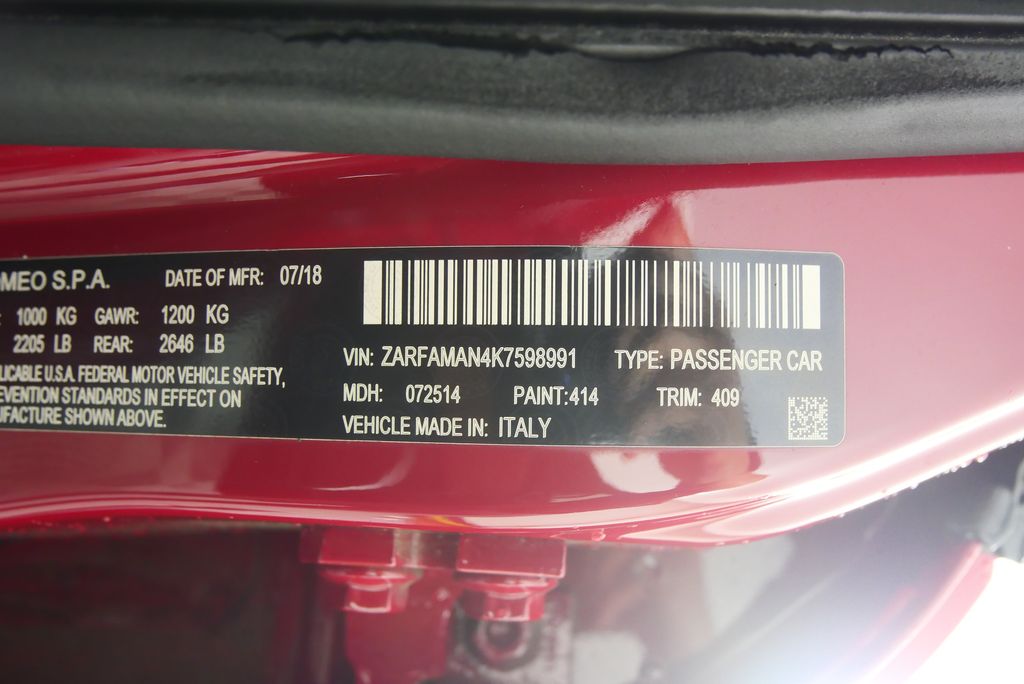 MEO S.P.A. DATE OF MFR: 07/18
1000 KG GAWR: 1200 KG
2205 LB REAR: 2646 LB
LICABLE U.S.A. FEDERAL MOTOR VEHICLE SAFETY,
EVENTION STANDARDS IN EFFECT ON
UFACTURE SHOWN ABOVE.
VIN: ZARFAMAN4K7598991 TYPE: PASSENGER CAR
MDH: 072514 PAINT:414 TRIM: 409
VEHICLE MADE IN: ITALY